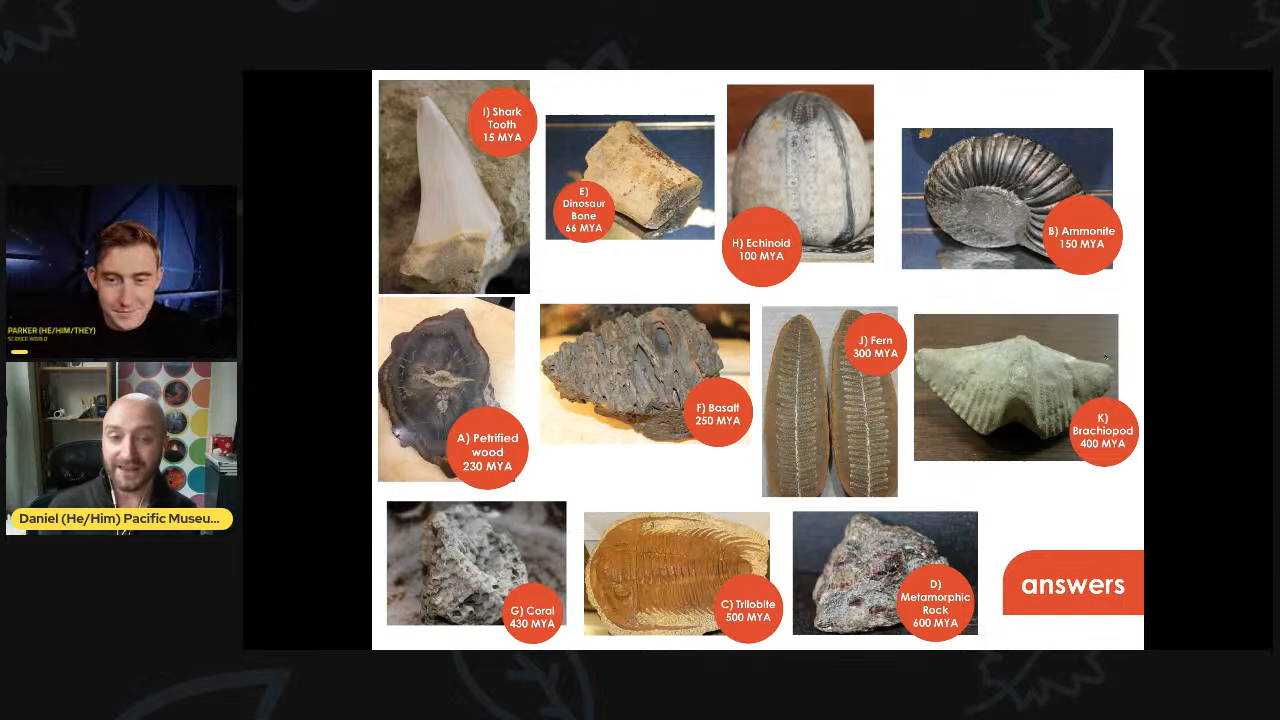 I) Shark
Tooth
15 MYA
E)
Dinosaur
Bone
66 MYA
H) Echinoid
100 MYA
B) Ammonite
150 MYA
PARKER (HE/HIM/THEY)
SCIENCE WORLD
Daniel (He/Him) Pacific Museu...
A) Petrified
wood
230 MYA
F) Basalt
250 MYA
J) Fern
300 MYA
K)
Brachiopod
400 MYA
G) Coral
430 MYA
C) Trilobite
500 MYA
D)
Metamorphic
Rock
600 MYA
answers